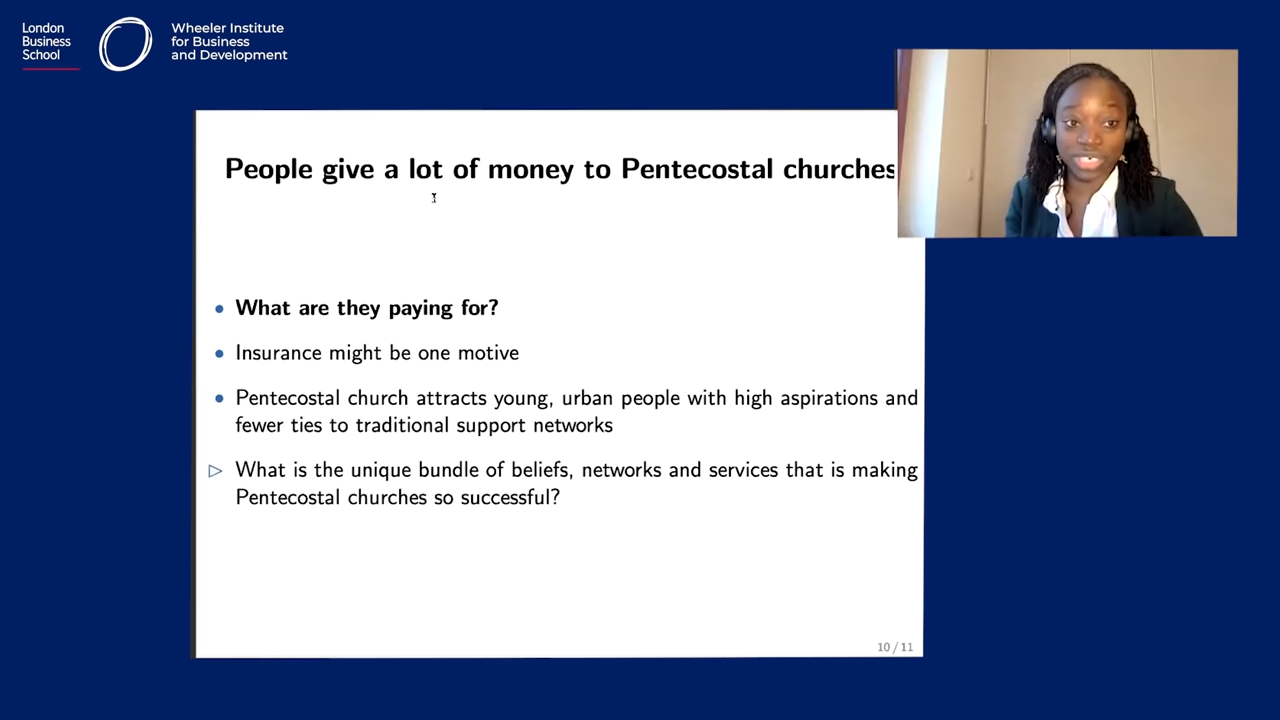 London
Business
School
Wheeler Institute
for Business
and Development
People give a lot of money to Pentecostal churches
• What are they paying for?
• Insurance might be one motive
• Pentecostal church attracts young, urban people with high aspirations and
fewer ties to traditional support networks
▷ What is the unique bundle of beliefs, networks and services that is making
Pentecostal churches so successful?
10 / 11